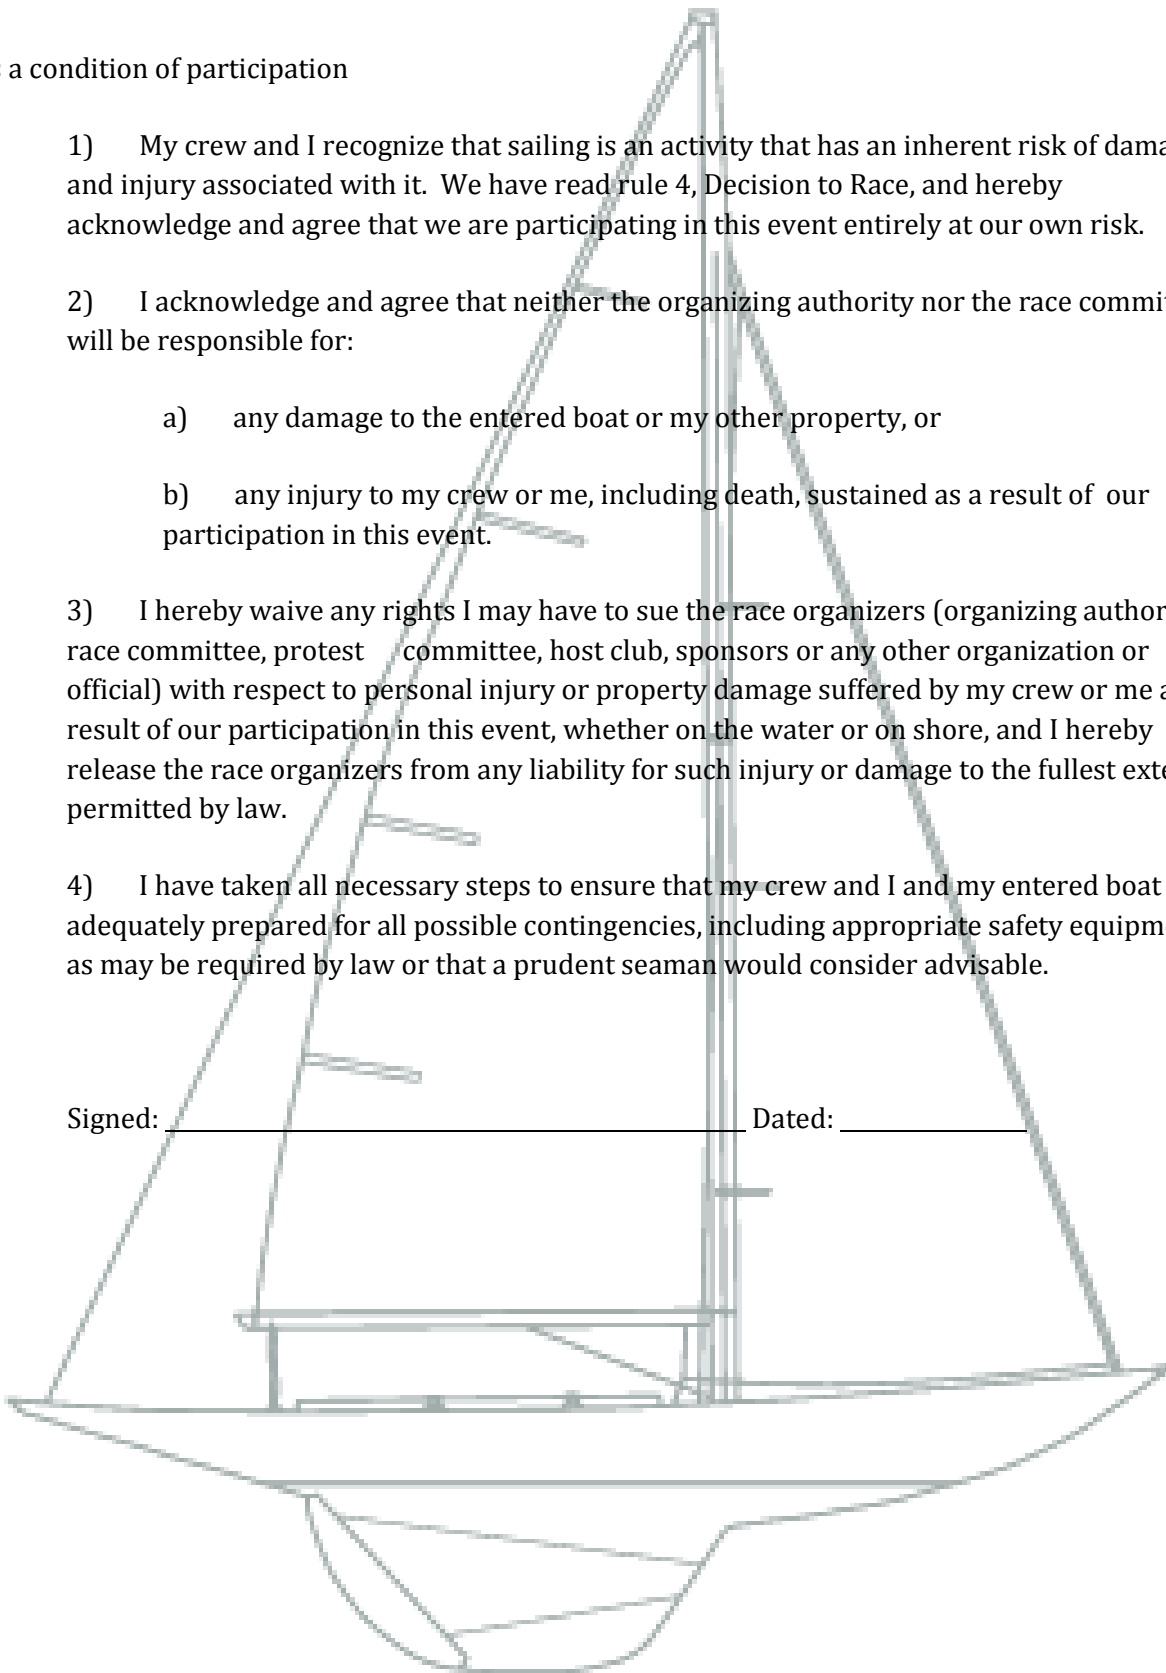 a condition of participation
1) My crew and I recognize that sailing is an activity that has an inherent risk of dama
and injury associated with it. We have read rule 4, Decision to Race, and hereby
acknowledge and agree that we are participating in this event entirely at our own risk.
2) I acknowledge and agree that neither the organizing authority nor the race commit
will be responsible for:
a) any damage to the entered boat or my other property, or
b) any injury to my crew or me, including death, sustained as a result of our
participation in this event.
3) I hereby waive any rights I may have to sue the race organizers (organizing author
race committee, protest committee, host club, sponsors or any other organization or
official) with respect to personal injury or property damage suffered by my crew or me a
result of our participation in this event, whether on the water or on shore, and I hereby
release the race organizers from any liability for such injury or damage to the fullest exte
permitted by law.
4) I have taken all necessary steps to ensure that my crew and I and my entered boat
adequately prepared for all possible contingencies, including appropriate safety equipm
as may be required by law or that a prudent seaman would consider advisable.
Signed: Dated: